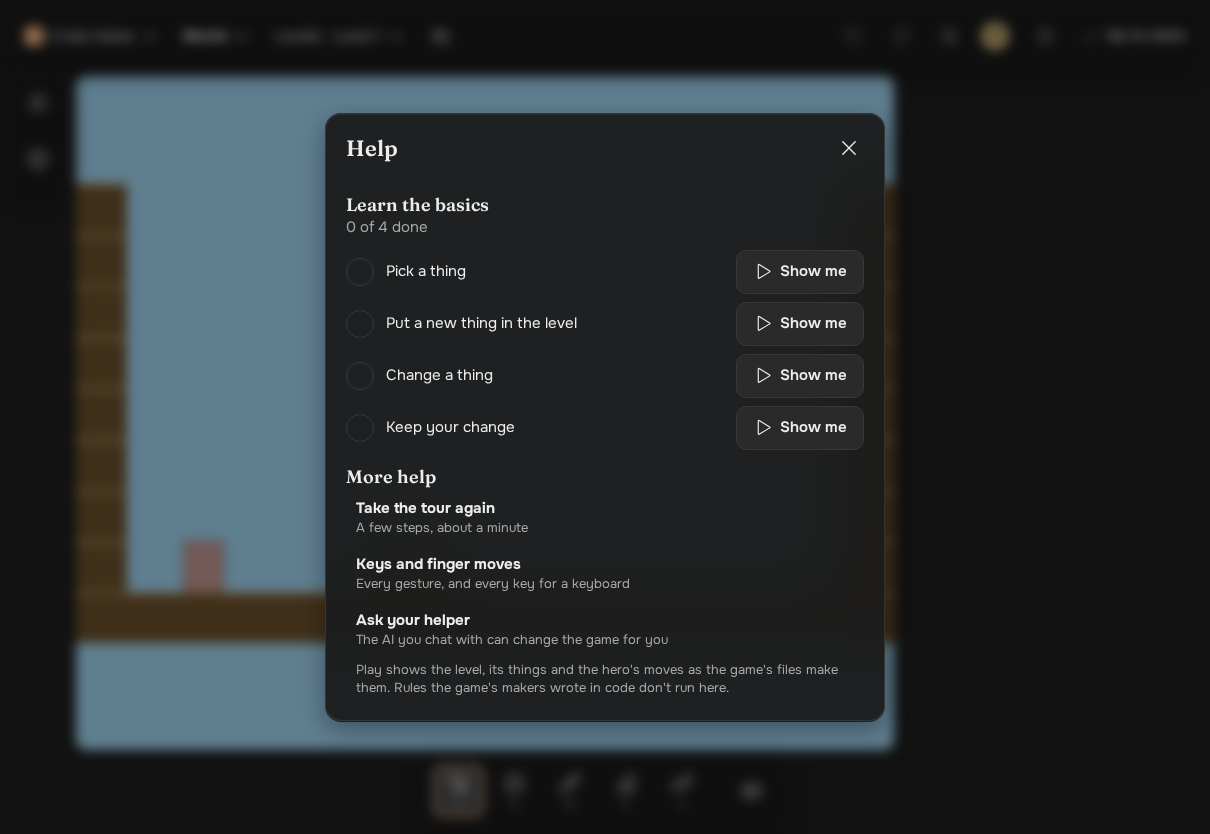 Help
Learn the basics
0 of 4 done
Pick a thing
Show me
Put a new thing in the level
Show me
Change a thing
Show me
Keep your change
Show me
More help
Take the tour again
A few steps, about a minute
Keys and finger moves
Every gesture, and every key for a keyboard
Ask your helper
The AI you chat with can change the game for you
Play shows the level, its things and the hero's moves as the game's files make
them. Rules the game's makers wrote in code don't run here.